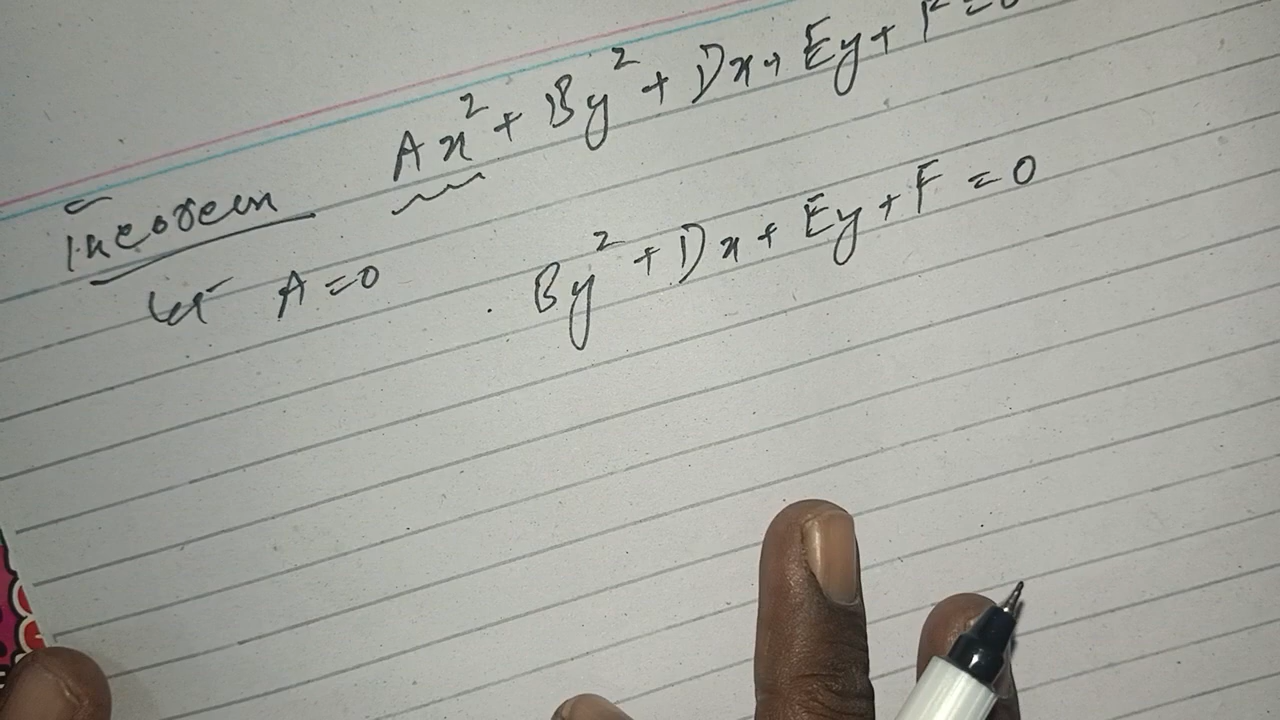 Theorem Ax² + By² + Dx + Ey + F = 0
Let A = 0 By² + Dx + Ey + F = 0